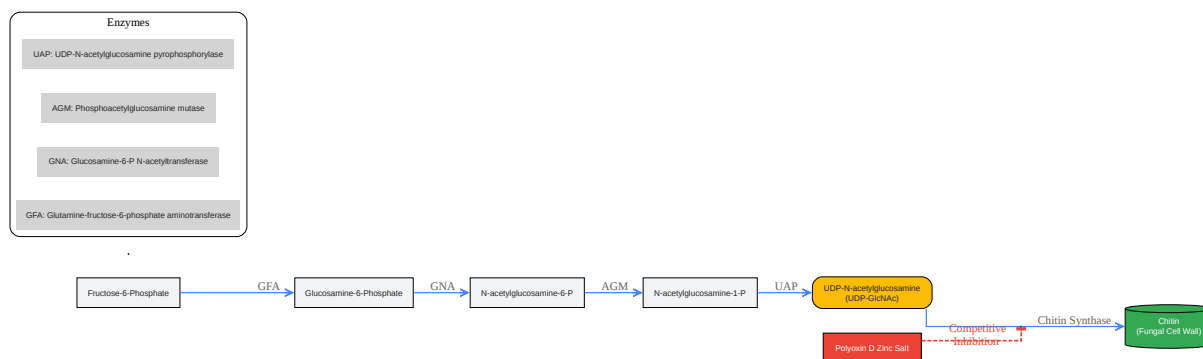 Enzymes
UAP: UDP-N-acetylglucosamine pyrophosphorylase
AGM: Phosphoacetylglucosamine mutase
GNA: Glucosamine-6-P N-acetyltransferase
GFA: Glutamine-fructose-6-phosphate aminotransferase
.
Fructose-6-Phosphate
GFA
Glucosamine-6-Phosphate
GNA
N-acetylglucosamine-6-P
AGM
N-acetylglucosamine-1-P
UAP
UDP-N-acetylglucosamine
(UDP-GlcNAc)
Competitive
Inhibition
Chitin Synthase
Chitin
(Fungal Cell Wall)
Polyoxin D Zinc Salt